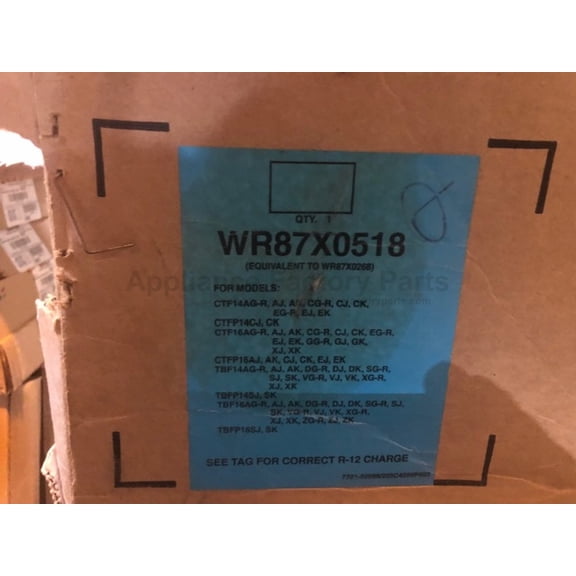 QTY. 1
WR87X0518
(EQUIVALENT TO WR87X0268)
FOR MODELS:
CTF14AG-R, AJ, AK, CG-R, CJ, CK,
EG-R, EJ, EK
CTFP14CJ, CK
CTF16AG-R, AJ, AK, CG-R, CJ, CK, EG-R,
EJ, EK, GG-R, GJ, GK,
XJ, XK
CTFP16AJ, AK, CJ, CK, EJ, EK
TBF14AG-R, AJ, AK, DG-R, DJ, DK, SG-R,
SJ, SK, VG-R, VJ, VK, XG-R,
XJ, XK
TBFP14SJ, SK
TBF16AG-R, AJ, AK, DG-R, DJ, DK, SG-R, SJ,
SK, VG-R, VJ, VK, XG-R,
XJ, XK, ZG-R, ZJ, ZK
TBFP16SJ, SK
SEE TAG FOR CORRECT R-12 CHARGE
Appliance Factory Parts